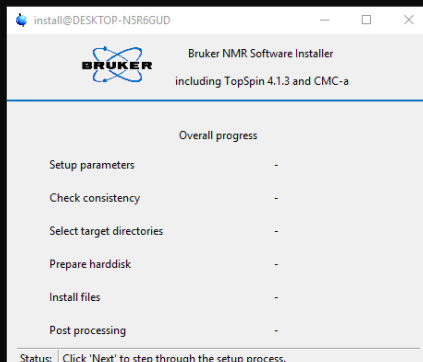 install@DESKTOP-N5R6GUD
BRUKER
Bruker NMR Software Installer
including TopSpin 4.1.3 and CMC-a
Overall progress
Setup parameters -
Check consistency -
Select target directories -
Prepare harddisk -
Install files -
Post processing -
Status: Click 'Next' to step through the setup process.